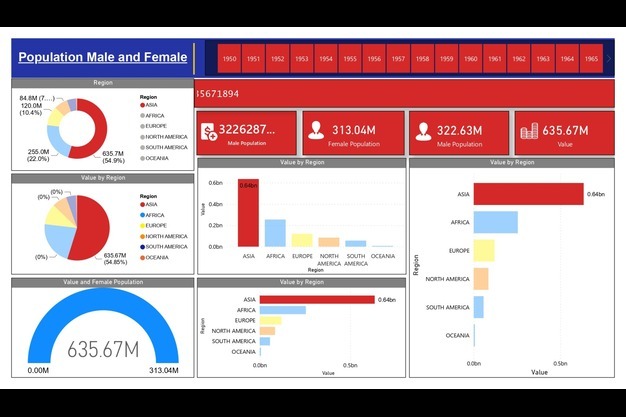 Population Male and Female
1950 1951 1952 1953 1954 1955 1956 1957 1958 1959 1960 1961 1962 1963 1964 1965
Region
84.8M (7....)
120.0M
(10.4%)
255.0M
(22.0%)
635.7M
(54.9%)
Region
ASIA
AFRICA
EUROPE
NORTH AMERICA
SOUTH AMERICA
OCEANIA
5671894
3226287...
Male Population
313.04M
Female Population
322.63M
Male Population
635.67M
Value
Value by Region
(0%)
(0%)
(0%)
(0%)
635.67M
(54.85%)
Region
ASIA
AFRICA
EUROPE
NORTH AMERICA
SOUTH AMERICA
OCEANIA
Value by Region
Value
0.6bn
0.4bn
0.2bn
0.0bn
0.64bn
ASIA AFRICA EUROPE NORTH AMERICA SOUTH AMERICA OCEANIA
Region
Value by Region
Region
ASIA
0.64bn
AFRICA
EUROPE
NORTH AMERICA
SOUTH AMERICA
OCEANIA
0.0bn 0.5bn
Value
Value and Female Population
635.67M
0.00M 313.04M
Value by Region
Region
ASIA
0.64bn
AFRICA
EUROPE
NORTH AMERICA
SOUTH AMERICA
OCEANIA
0.0bn 0.5bn
Value